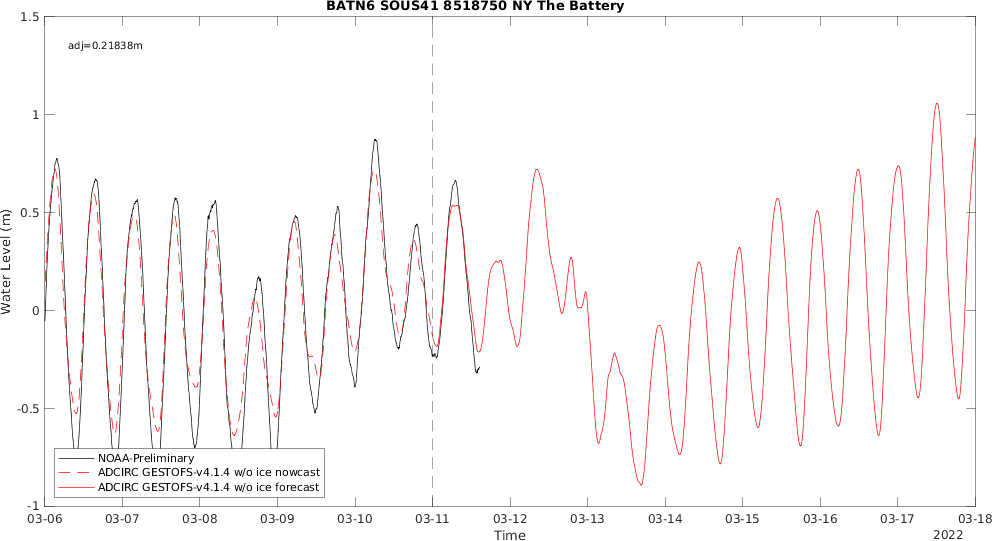 BATN6 SOUS41 8518750 NY The Battery
1.5
adj=0.21838m
1
0.5
0
-0.5
-1
Water Level (m)
NOAA-Preliminary
ADCIRC GESTOFS-v4.1.4 w/o ice nowcast
ADCIRC GESTOFS-v4.1.4 w/o ice forecast
03-06 03-07 03-08 03-09 03-10 03-11 03-12 03-13 03-14 03-15 03-16 03-17 03-18
Time
2022